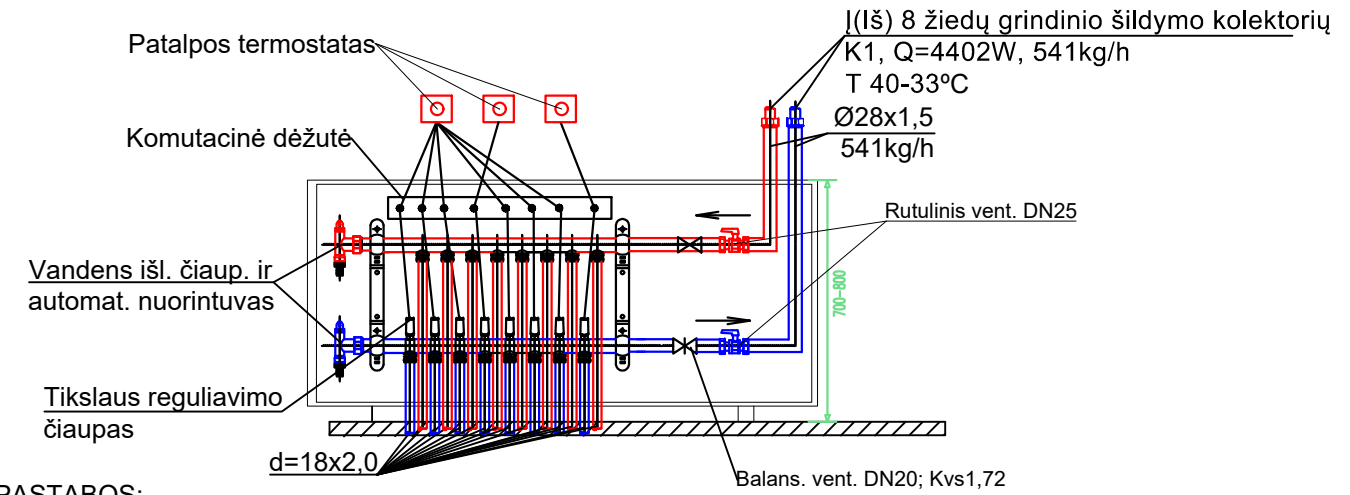 Į(Iš) 8 žiedų grindinio šildymo kolektorių
K1, Q=4402W, 541kg/h
T 40-33ºC
Ø28x1,5
541kg/h
Patalpos termostatas
Komutacinė dėžutė
Rutulinis vent. DN25
Vandens išl. čiaup. ir
automat. nuorintuvas
700-800
Tikslaus reguliavimo
čiaupas
d=18x2,0
Balans. vent. DN20; Kvs1,72
PASTABOS: